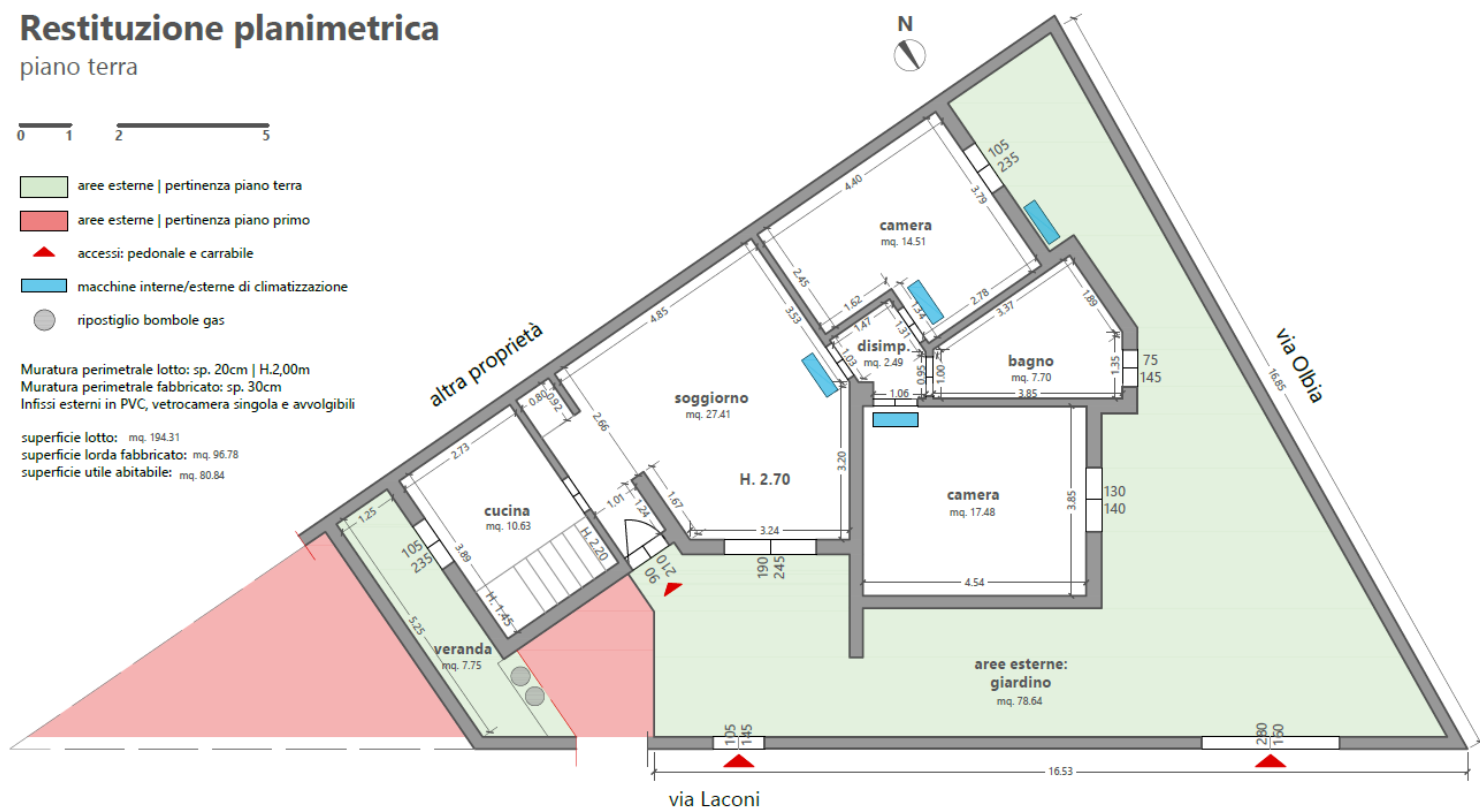 Restituzione planimetrica
piano terra
N
0 1 2 5
aree esterne | pertinenza piano terra
aree esterne | pertinenza piano primo
accessi: pedonale e carrabile
macchine interne/esterne di climatizzazione
ripostiglio bombole gas
Muratura perimetrale lotto: sp. 20cm | H.2,00m
Muratura perimetrale fabbricato: sp. 30cm
Infissi esterni in PVC, vetrocamera singola e avvolgibili
superficie lotto: mq. 194.31
superficie lorda fabbricato: mq. 96.78
superficie utile abitabile: mq. 80.84
altra proprietà
via Olbia
16.85
camera
mq. 14.51
4.40
3.79
2.45
1.62
1.34
2.78
105
235
disimp.
mq. 2.49
1.47
1.31
1.03
0.95
1.06
bagno
mq. 7.70
3.37
1.89
1.35
1.00
3.85
75
145
soggiorno
mq. 27.41
4.85
3.53
2.66
0.80
0.92
1.67
1.24
1.01
3.20
3.24
H. 2.70
190
245
90
210
cucina
mq. 10.63
2.73
3.89
H. 2.20
H. 1.45
105
235
camera
mq. 17.48
3.85
4.54
130
140
veranda
mq. 7.75
1.25
5.25
aree esterne:
giardino
mq. 78.64
105
145
280
160
16.53
via Laconi